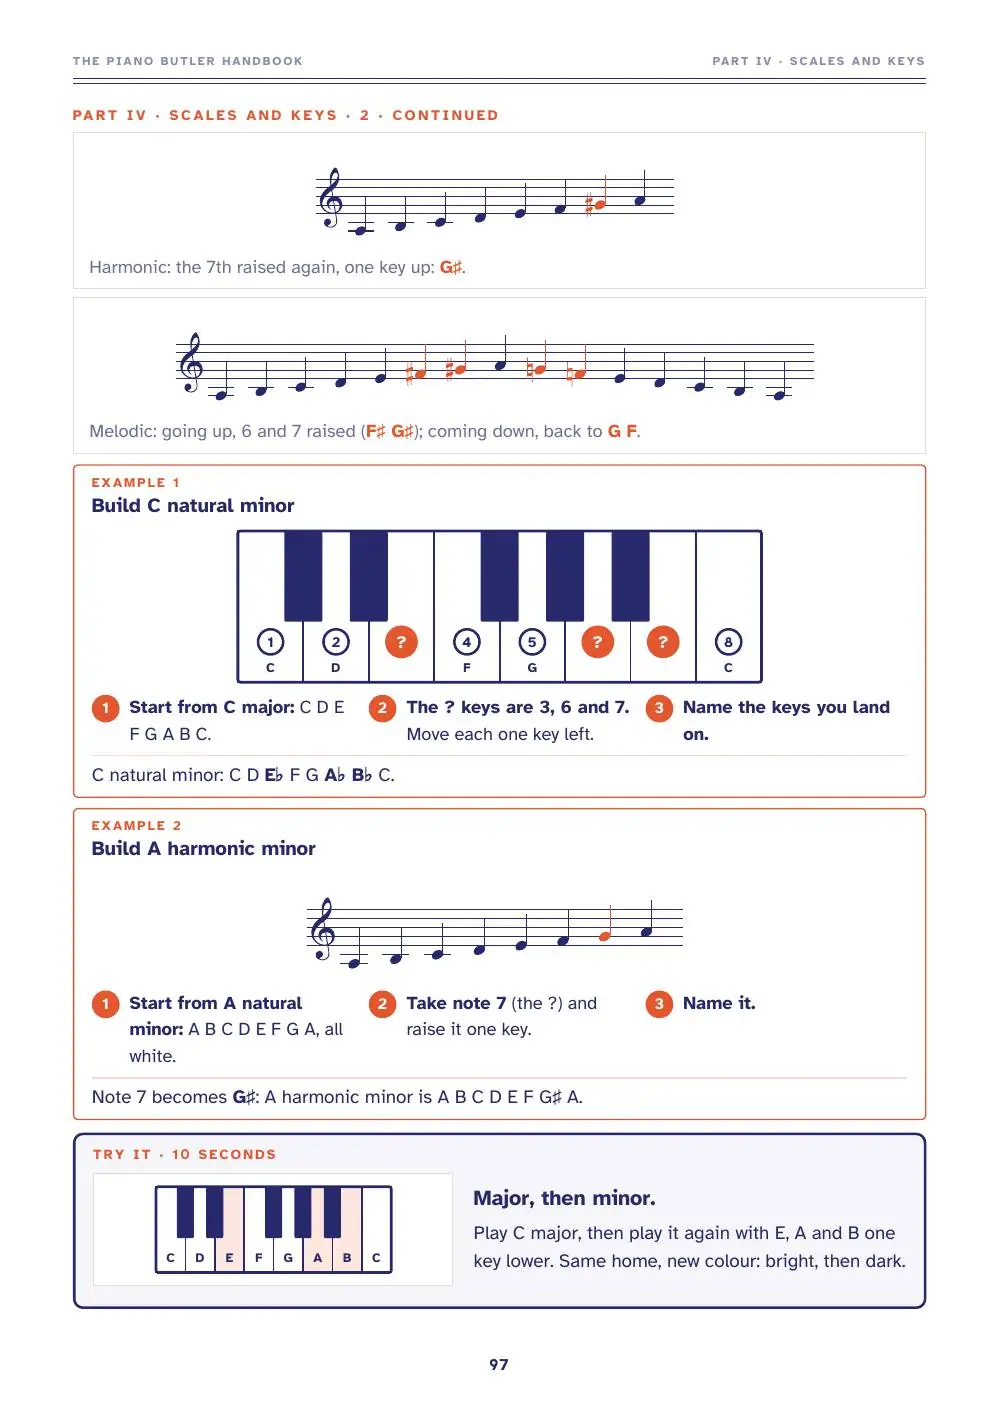 THE PIANO BUTLER HANDBOOK
PART IV · SCALES AND KEYS
PART IV · SCALES AND KEYS · 2 · CONTINUED
Harmonic: the 7th raised again, one key up: G♯.
Melodic: going up, 6 and 7 raised (F♯ G♯); coming down, back to G F.
EXAMPLE 1
Build C natural minor
1 2 ? 4 5 ? ? 8
C D F G C
1 Start from C major: C D E
F G A B C.
2 The ? keys are 3, 6 and 7.
Move each one key left.
3 Name the keys you land
on.
C natural minor: C D E♭ F G A♭ B♭ C.
EXAMPLE 2
Build A harmonic minor
1 Start from A natural
minor: A B C D E F G A, all
white.
2 Take note 7 (the ?) and
raise it one key.
3 Name it.
Note 7 becomes G♯: A harmonic minor is A B C D E F G♯ A.
TRY IT · 10 SECONDS
C D E F G A B C
Major, then minor.
Play C major, then play it again with E, A and B one
key lower. Same home, new colour: bright, then dark.
97